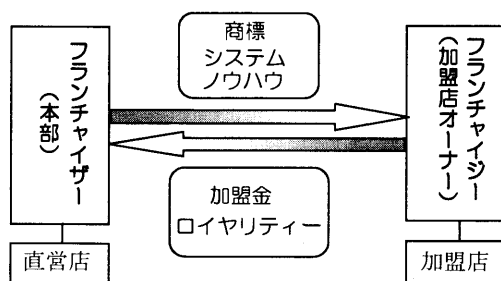 商標
システム
ノウハウ
フランチャイザー
(本部)
フランチャイジー
(加盟店オーナー)
加盟金
ロイヤリティー
直営店
加盟店